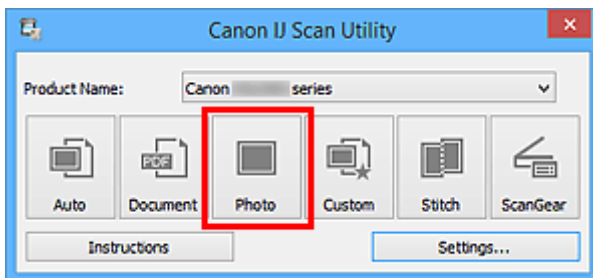 Canon IJ Scan Utility
Product Name: Canon series
PDF
Auto Document Photo Custom Stitch ScanGear
Instructions Settings...